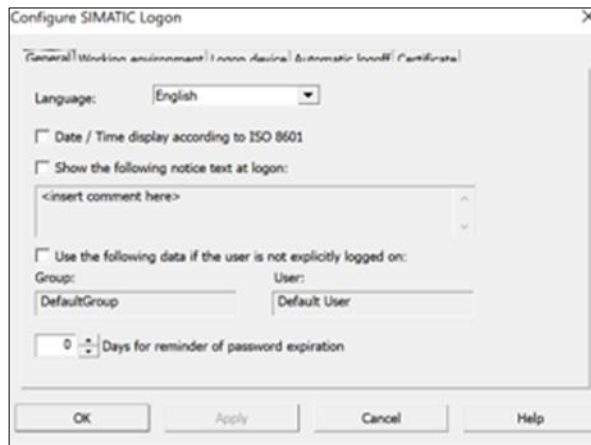 Configure SIMATIC Logon
General Working environment Logon device Automatic logoff Certificate
Language: English
Date / Time display according to ISO 8601
Show the following notice text at logon:
<insert comment here>
Use the following data if the user is not explicitly logged on:
Group: User:
DefaultGroup Default User
0 Days for reminder of password expiration
OK Apply Cancel Help